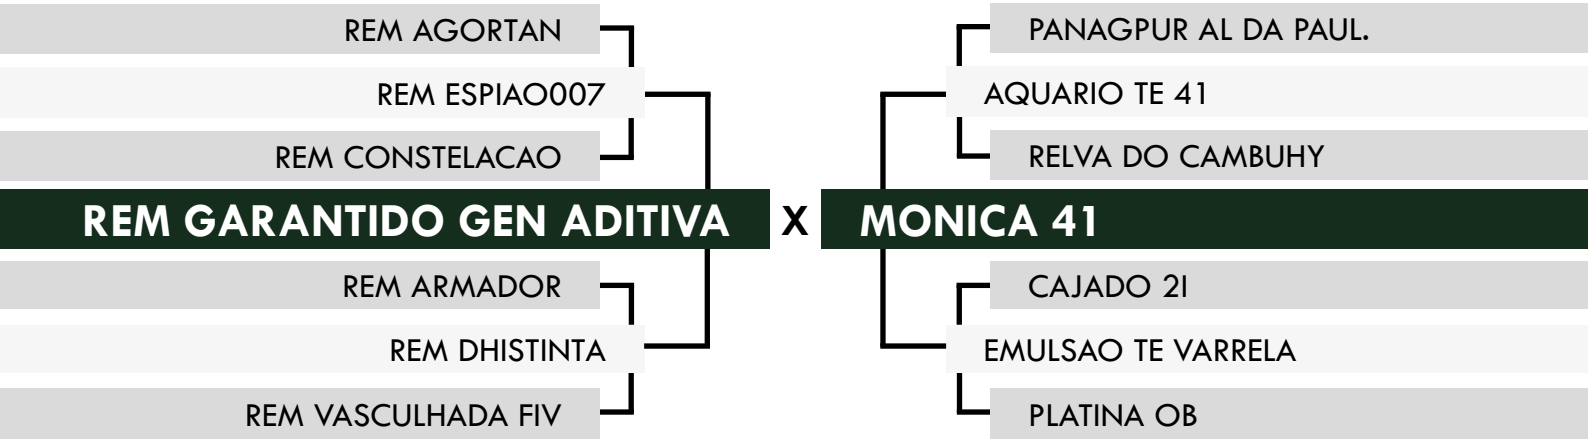 REM AGORTAN
REM ESPIAO007
REM CONSTELACAO
REM GARANTIDO GEN ADITIVA X MONICA 41
REM ARMADOR
REM DHISTINTA
REM VASCULHADA FIV
PANAGPUR AL DA PAUL.
AQUARIO TE 41
RELVA DO CAMBUHY
CAJADO 2I
EMULSAO TE VARRELA
PLATINA OB